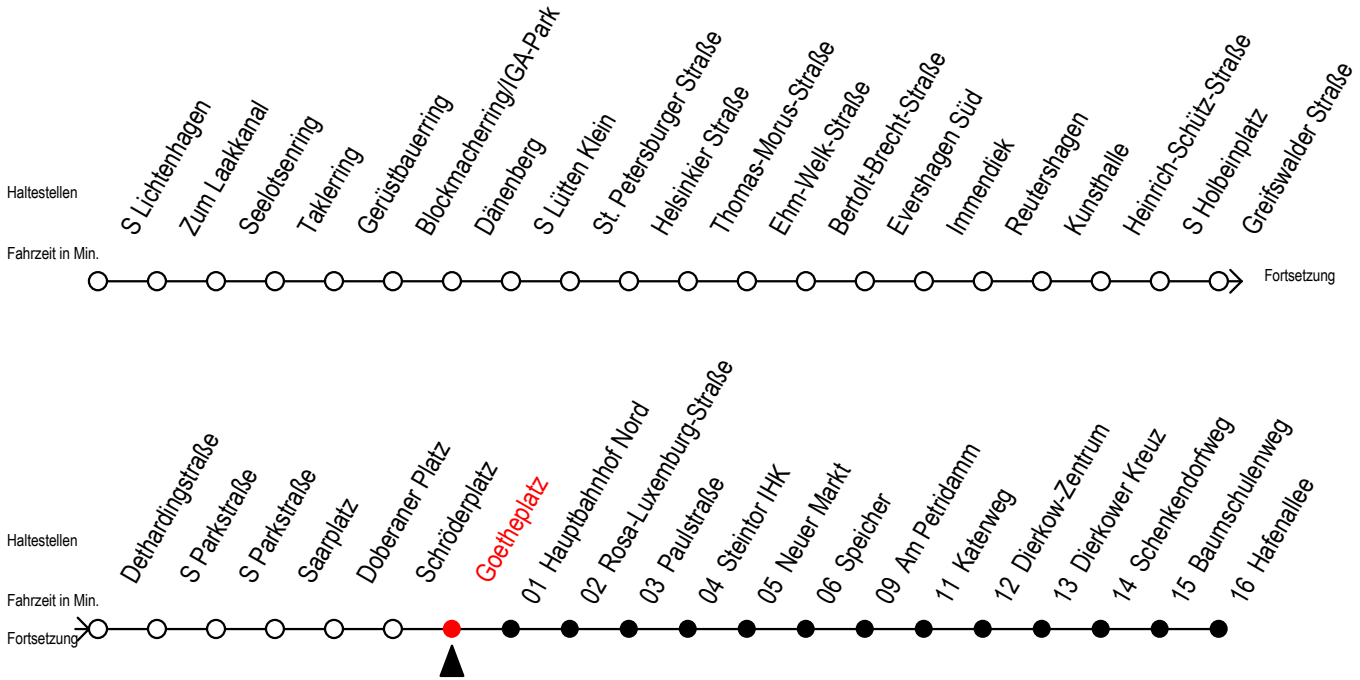 Haltestellen
S Lichtenhagen
Zum Laakkanal
Seelotsenring
Taklerring
Gerüstbauerring
Blockmacherring/IGA-Park
Dänenberg
S Lütten Klein
St. Petersburger Straße
Helsinkier Straße
Thomas-Morus-Straße
Ehm-Welk-Straße
Bertolt-Brecht-Straße
Evershagen Süd
Immendiek
Reutershagen
Kunsthalle
Heinrich-Schütz-Straße
S Holbeinplatz
Greifswalder Straße
Fahrzeit in Min.
Fortsetzung
Haltestellen
Dethardingstraße
S Parkstraße
S Parkstraße
Saarplatz
Doberaner Platz
Schröderplatz
Goetheplatz
01 Hauptbahnhof Nord
02 Rosa-Luxemburg-Straße
03 Paulstraße
04 Steintor IHK
05 Neuer Markt
06 Speicher
09 Am Petridamm
11 Katerweg
12 Dierkow-Zentrum
13 Dierkower Kreuz
14 Schenkendorfweg
15 Baumschulenweg
16 Hafenallee
Fahrzeit in Min.
Fortsetzung